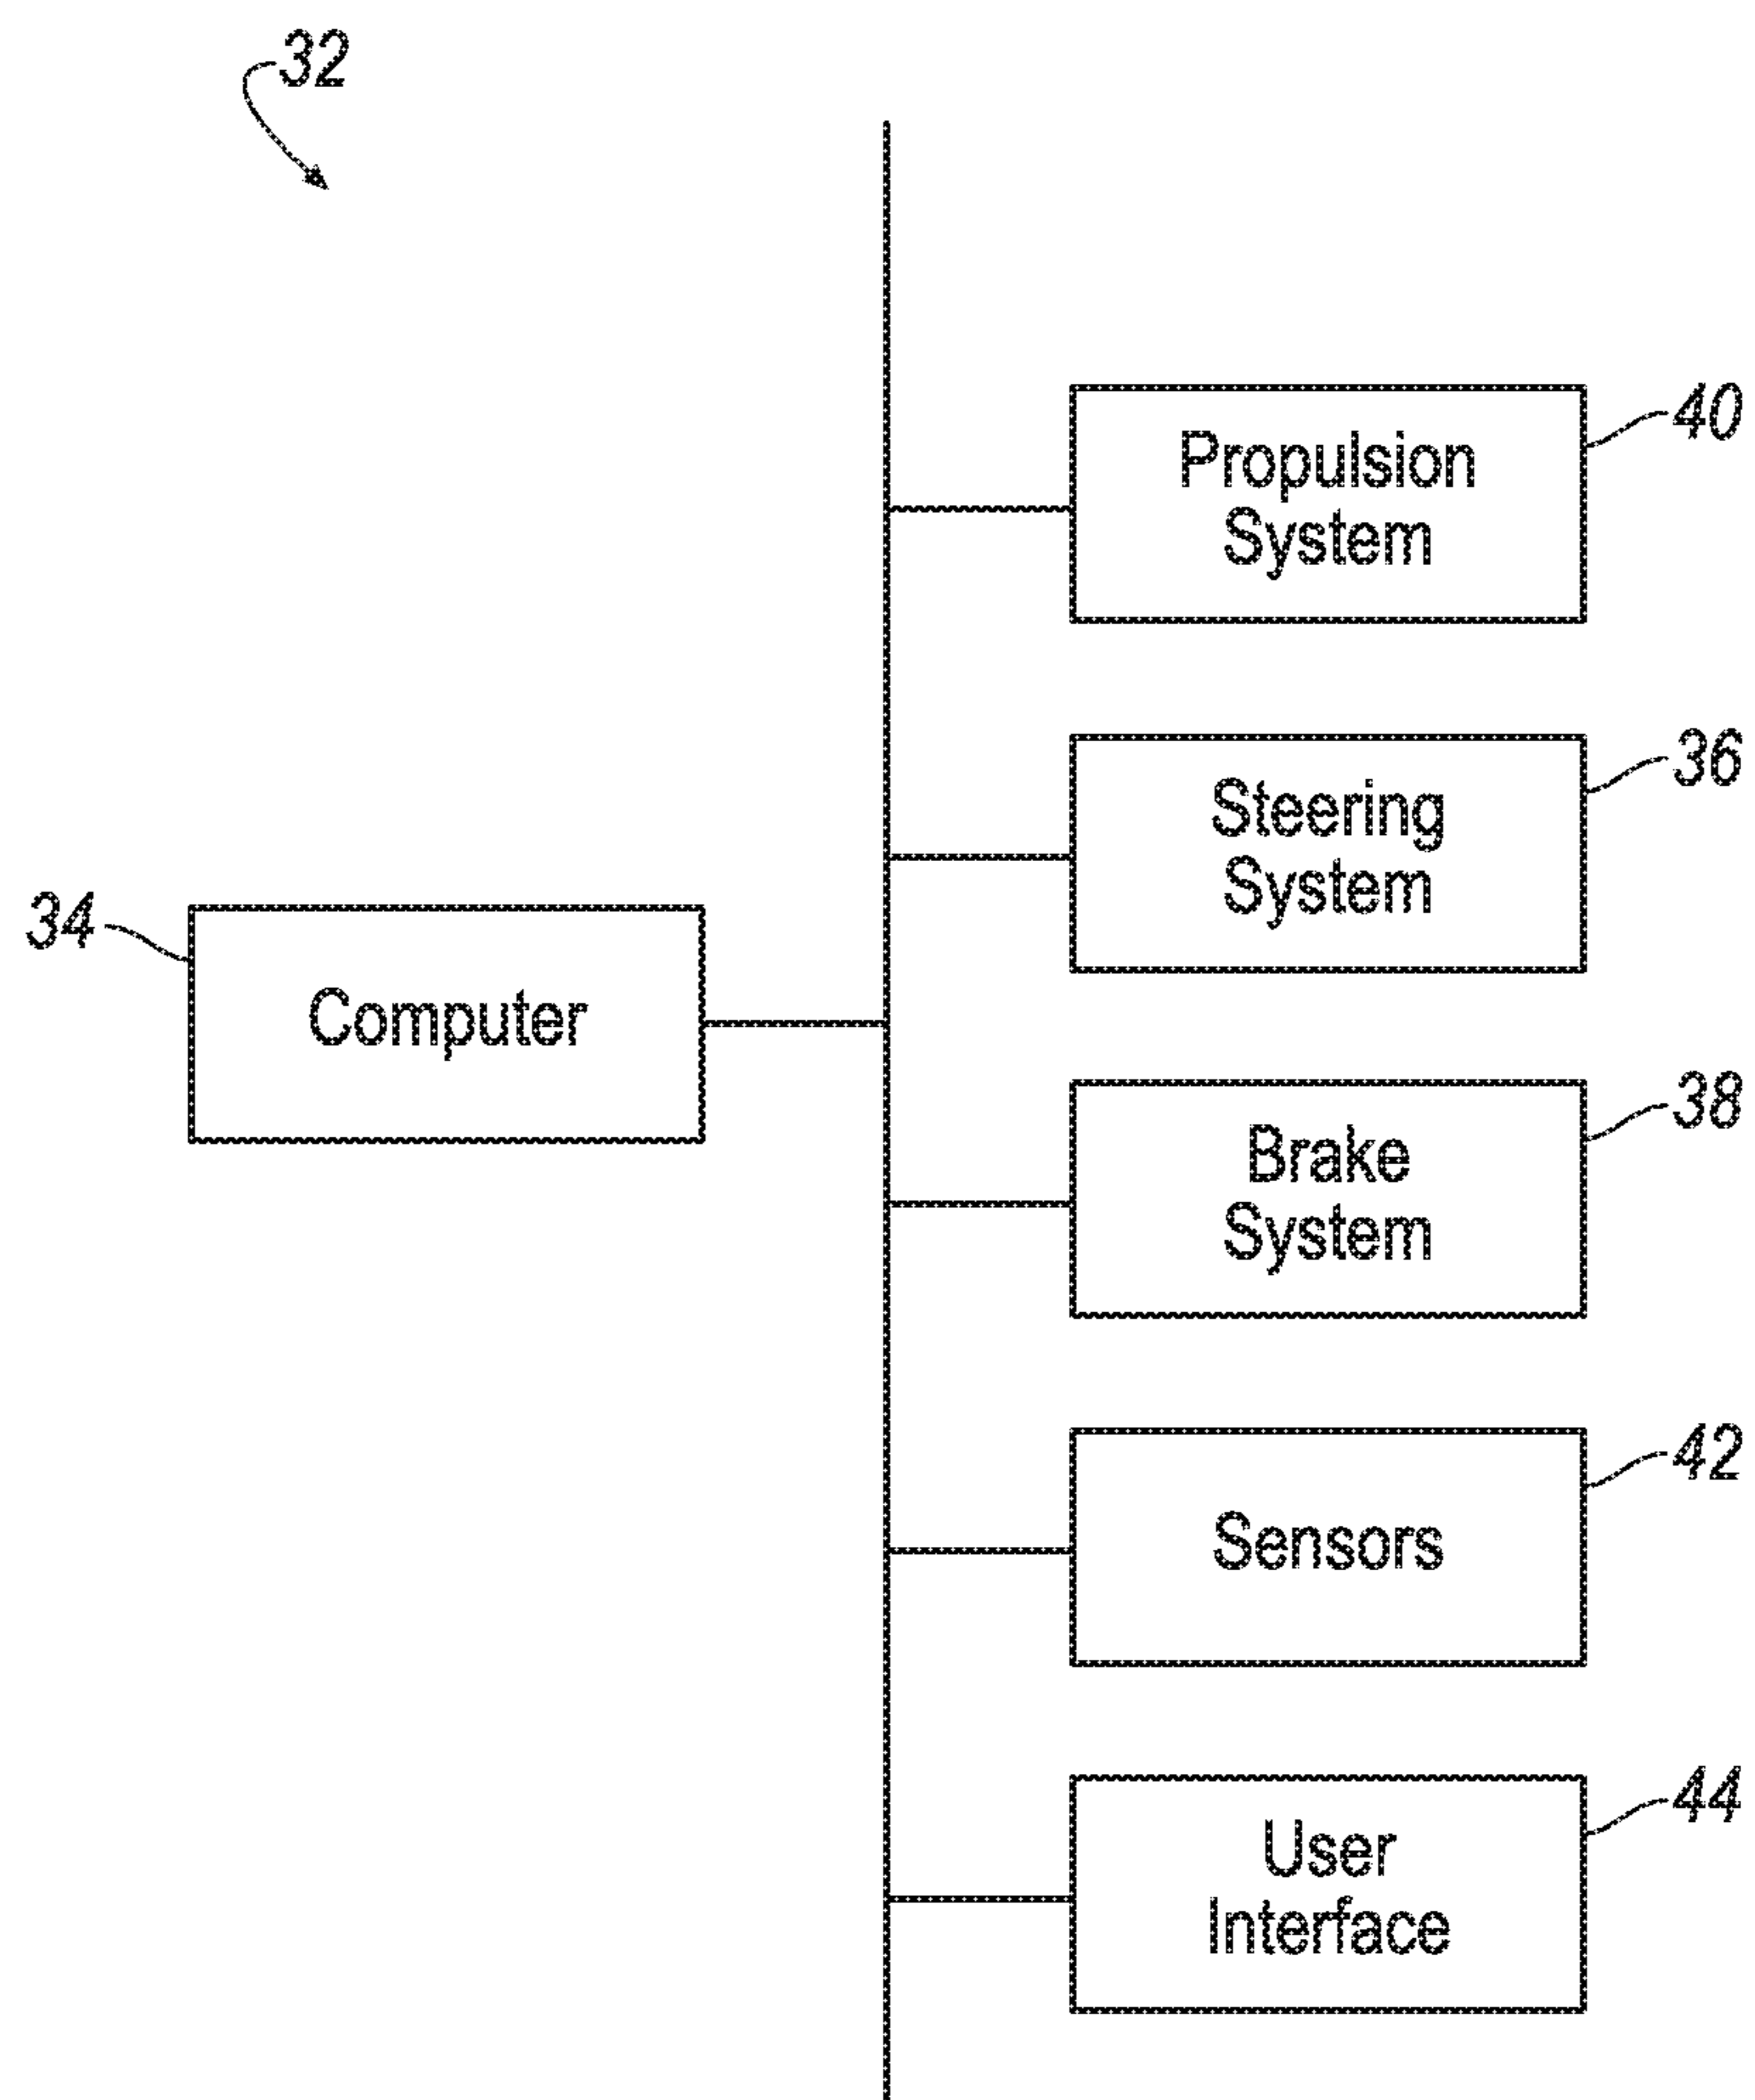 32
40
Propulsion
System
36
Steering
System
34
Computer
38
Brake
System
42
Sensors
44
User
Interface